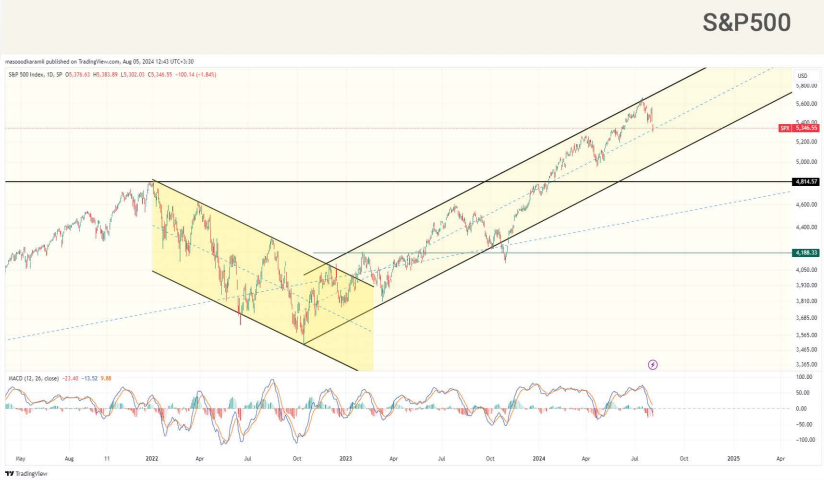 S&P500
masooodkaramii published on TradingView.com, Aug 05, 2024 12:43 UTC+3:30
S&P 500 Index, 1D, SP O5,376.63 H5,383.89 L5,302.03 C5,346.55 −100.14 (−1.84%)
USD
5,800.00
5,600.00
5,400.00
SPX 5,346.55
5,200.00
5,000.00
4,814.57
4,600.00
4,400.00
4,188.33
4,050.00
3,930.00
3,810.00
3,685.00
3,565.00
3,465.00
3,365.00
MACD (12, 26, close) −23.40 −13.52 9.88
100.00
50.00
0.00
−50.00
−100.00
May Aug 11 2022 Apr Jul Oct 2023 Apr Jul Oct 2024 Apr Jul Oct 2025 Apr
TradingView